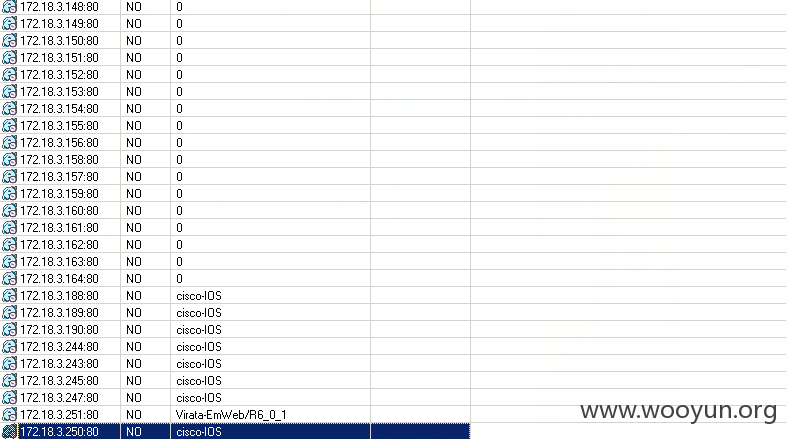 172.18.3.148:80 NO 0
172.18.3.149:80 NO 0
172.18.3.150:80 NO 0
172.18.3.151:80 NO 0
172.18.3.152:80 NO 0
172.18.3.153:80 NO 0
172.18.3.154:80 NO 0
172.18.3.155:80 NO 0
172.18.3.156:80 NO 0
172.18.3.158:80 NO 0
172.18.3.157:80 NO 0
172.18.3.159:80 NO 0
172.18.3.160:80 NO 0
172.18.3.161:80 NO 0
172.18.3.162:80 NO 0
172.18.3.163:80 NO 0
172.18.3.164:80 NO 0
172.18.3.188:80 NO cisco-IOS
172.18.3.189:80 NO cisco-IOS
172.18.3.190:80 NO cisco-IOS
172.18.3.244:80 NO cisco-IOS
172.18.3.243:80 NO cisco-IOS
172.18.3.245:80 NO cisco-IOS
172.18.3.247:80 NO cisco-IOS
172.18.3.251:80 NO Virata-EmWeb/R6_0_1
172.18.3.250:80 NO cisco-IOS
www.wooyun.org